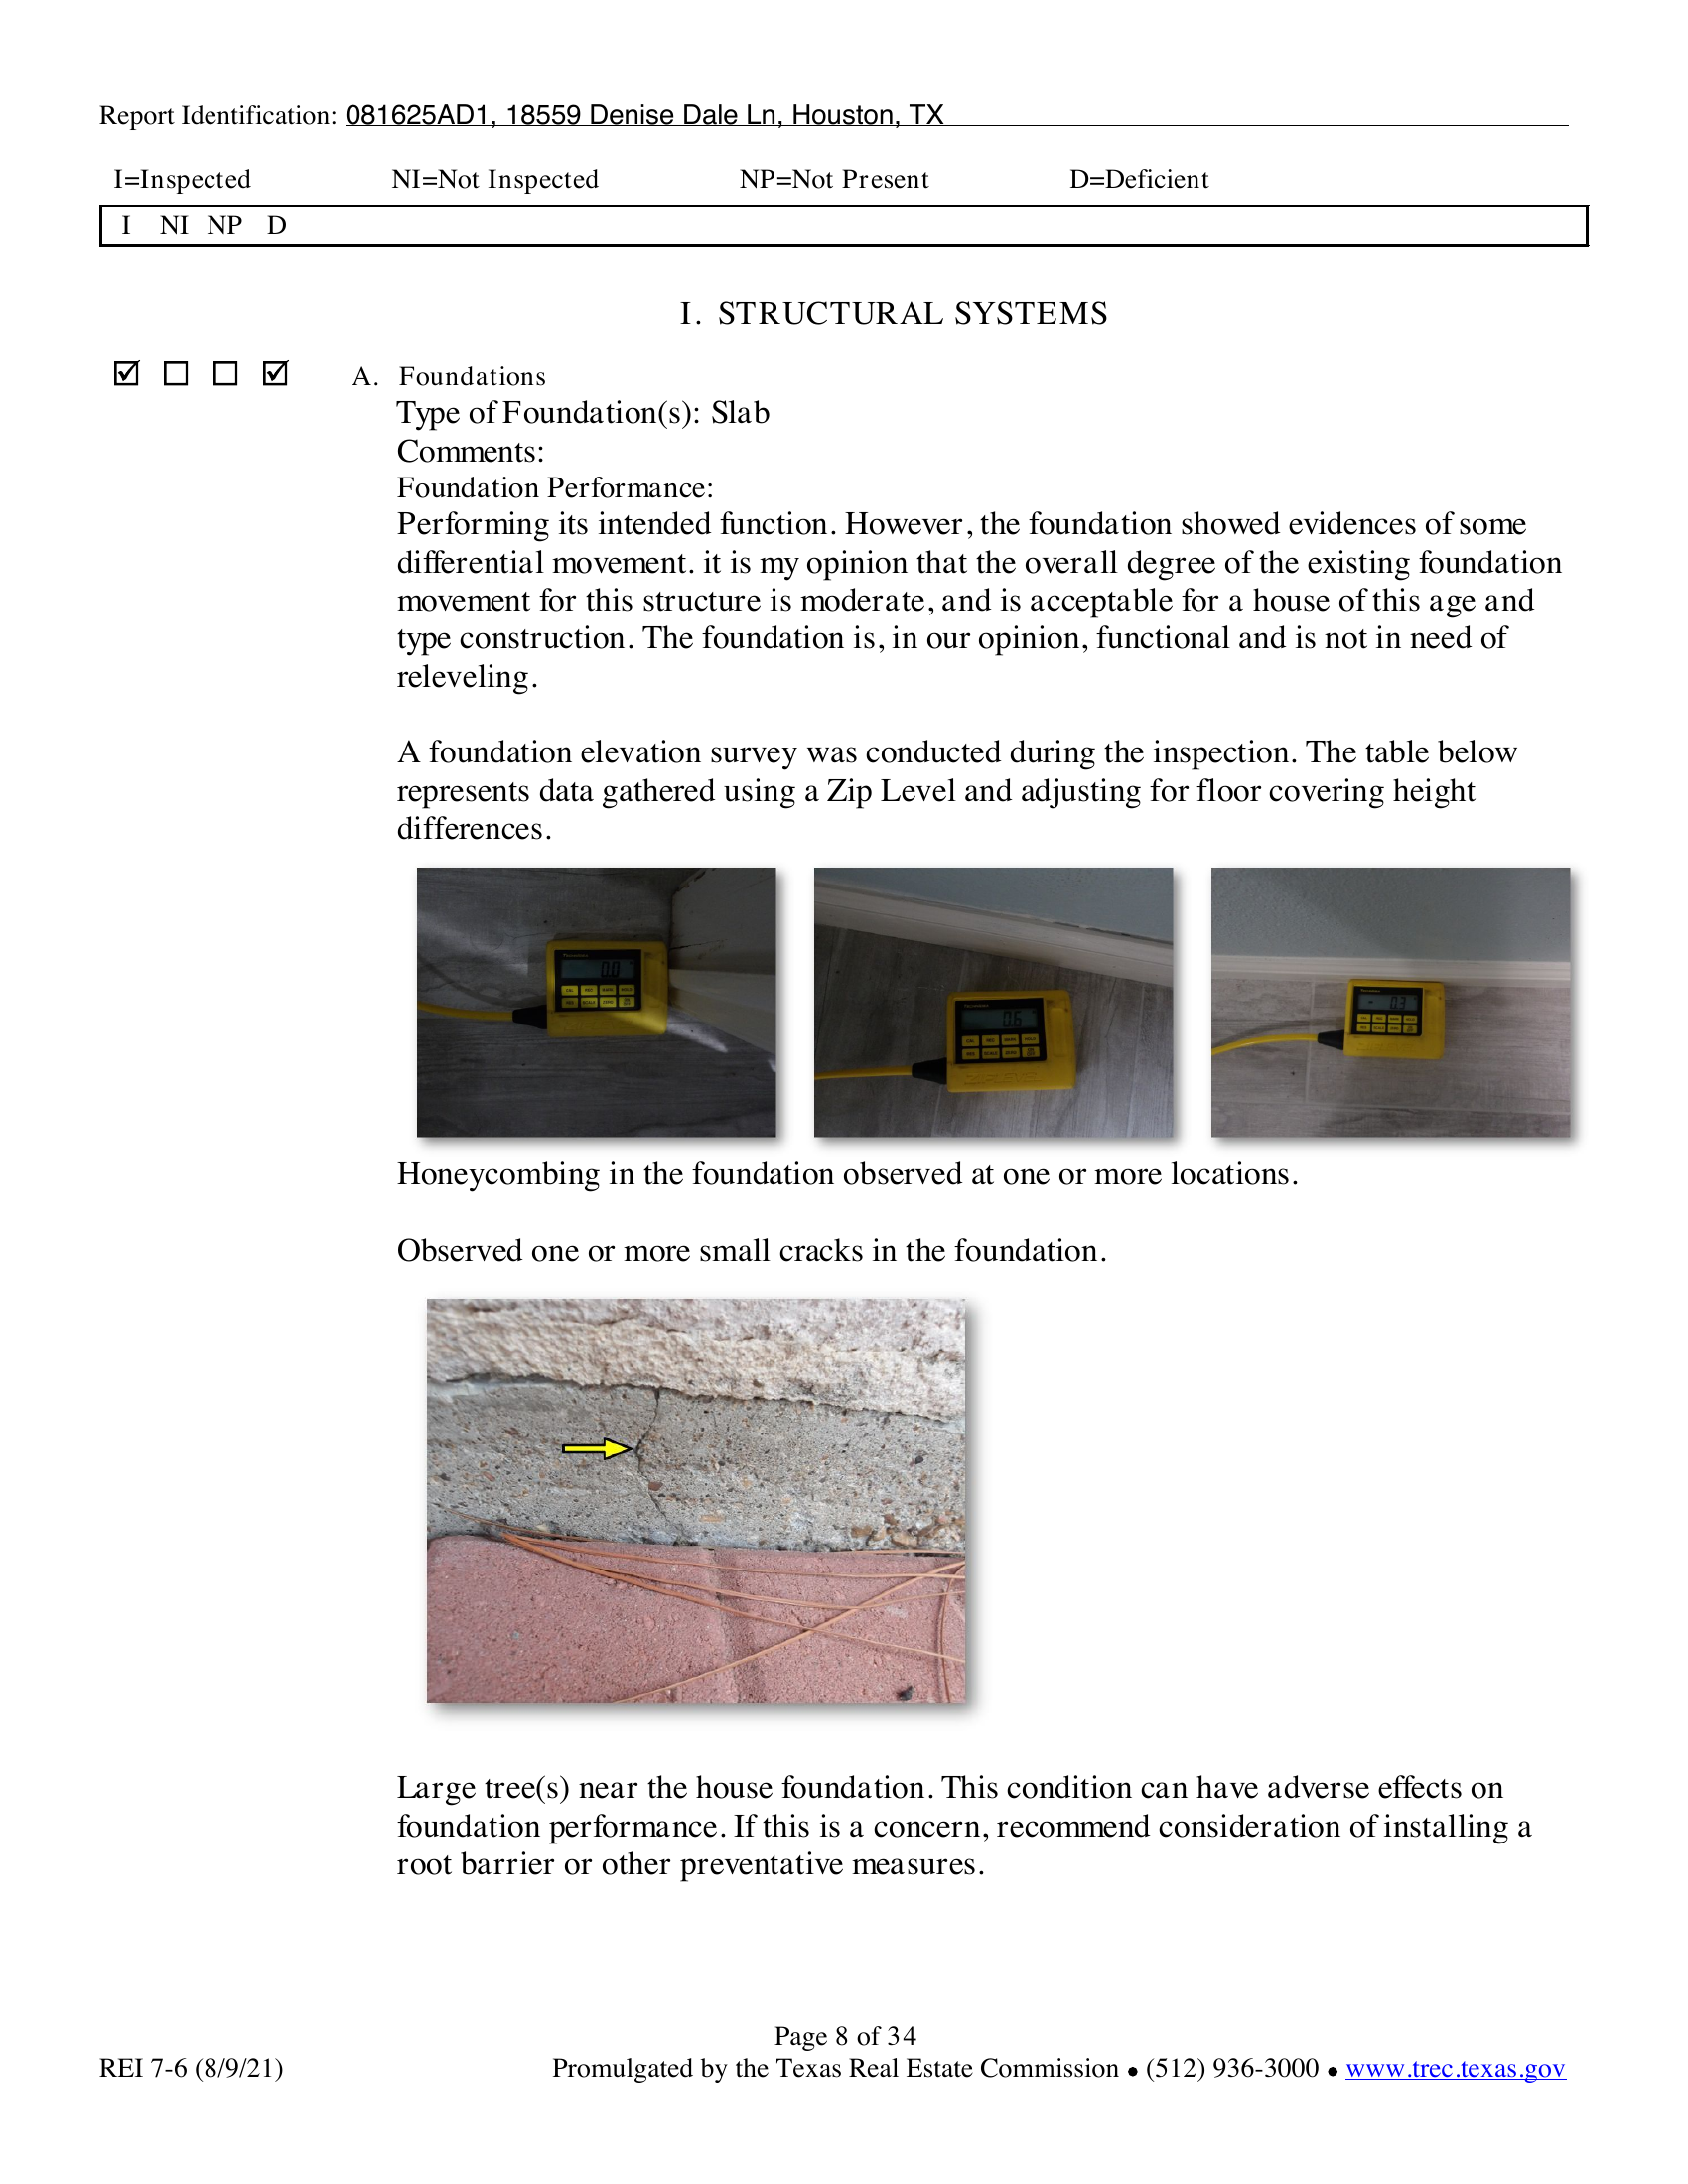 Report Identification: 081625AD1, 18559 Denise Dale Ln, Houston, TX
I=Inspected NI=Not Inspected NP=Not Present D=Deficient
I NI NP D
I. STRUCTURAL SYSTEMS
A. Foundations
Type of Foundation(s): Slab
Comments:
Foundation Performance:
Performing its intended function. However, the foundation showed evidences of some
differential movement. it is my opinion that the overall degree of the existing foundation
movement for this structure is moderate, and is acceptable for a house of this age and
type construction. The foundation is, in our opinion, functional and is not in need of
releveling.
A foundation elevation survey was conducted during the inspection. The table below
represents data gathered using a Zip Level and adjusting for floor covering height
differences.
0.0
0.6
- 0.3
Honeycombing in the foundation observed at one or more locations.
Observed one or more small cracks in the foundation.
Large tree(s) near the house foundation. This condition can have adverse effects on
foundation performance. If this is a concern, recommend consideration of installing a
root barrier or other preventative measures.
Page 8 of 34
REI 7-6 (8/9/21) Promulgated by the Texas Real Estate Commission • (512) 936-3000 • www.trec.texas.gov